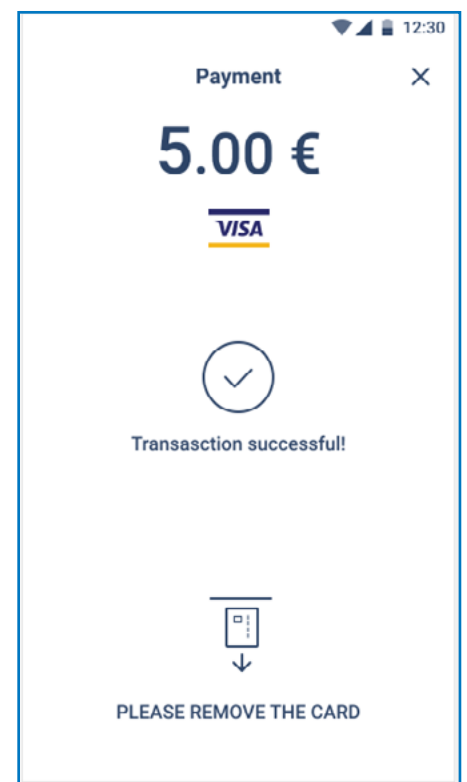 12:30
Payment
5.00 €
VISA
Transasction successful!
PLEASE REMOVE THE CARD